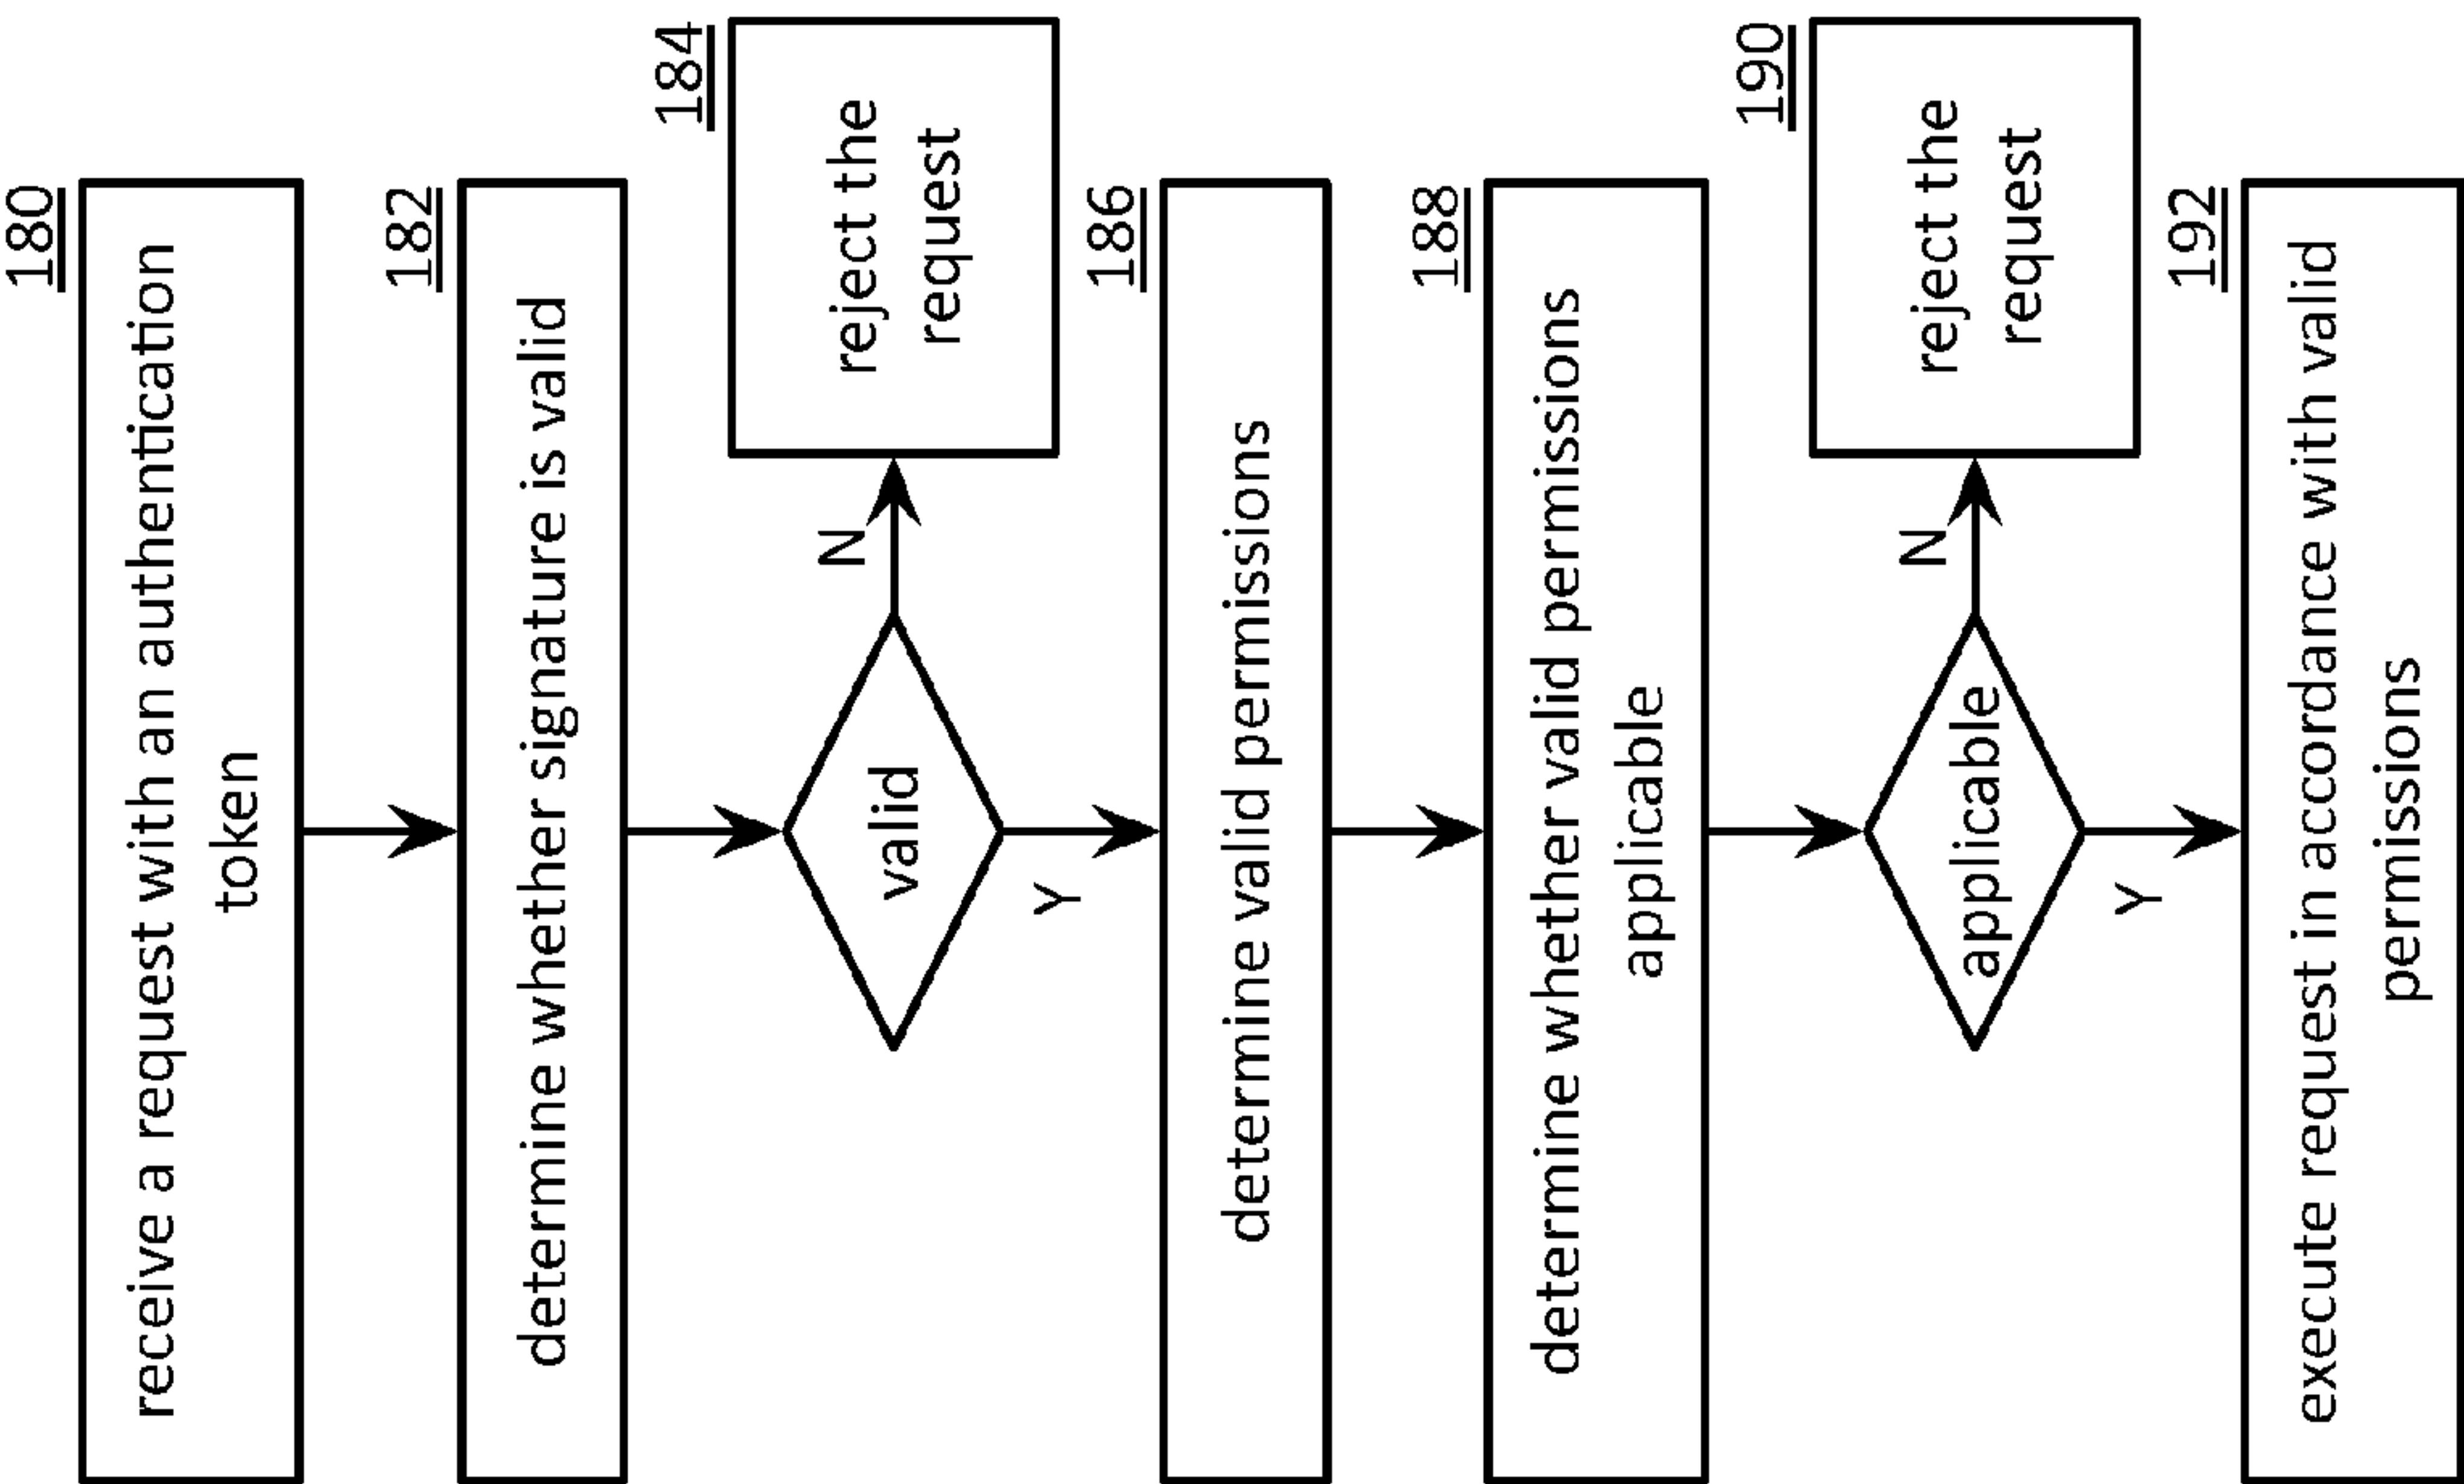 180
receive a request with an authentication
token
182
determine whether signature is valid
valid
N
184
reject the
request
Y
186
determine valid permissions
188
determine whether valid permissions
applicable
applicable
N
190
reject the
request
Y
192
execute request in accordance with valid
permissions